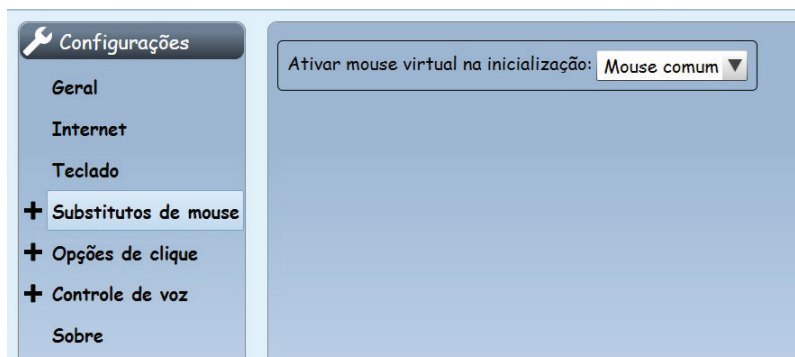 Configurações
Ativar mouse virtual na inicialização: Mouse comum
Geral
Internet
Teclado
Substitutos de mouse
Opções de clique
Controle de voz
Sobre